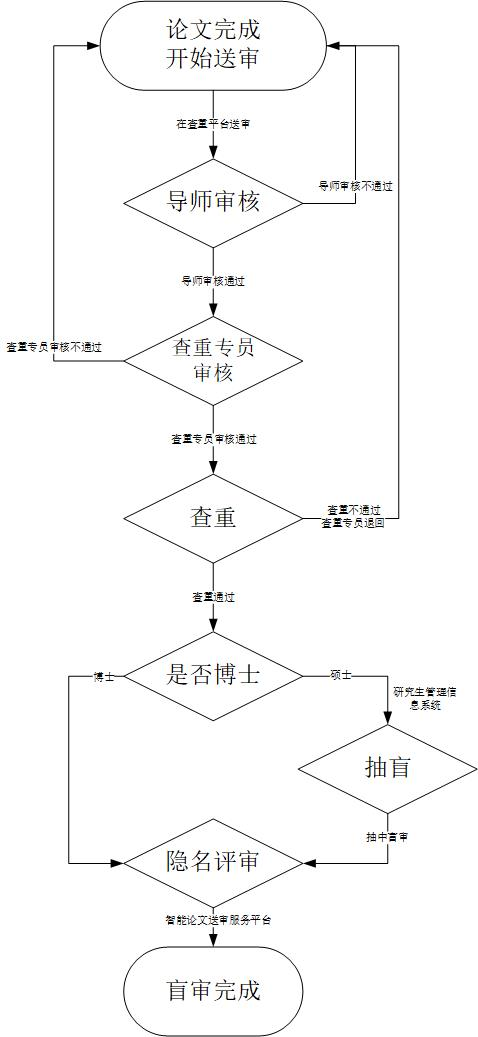 论文完成
开始送审
在查重平台送审
导师审核
导师审核不通过
导师审核通过
查重专员
审核
查重专员审核不通过
查重专员审核通过
查重
查重不通过
查重专员退回
查重通过
是否博士
博士
硕士
研究生管理信
息系统
抽盲
抽中盲审
隐名评审
智能论文送审服务平台
盲审完成